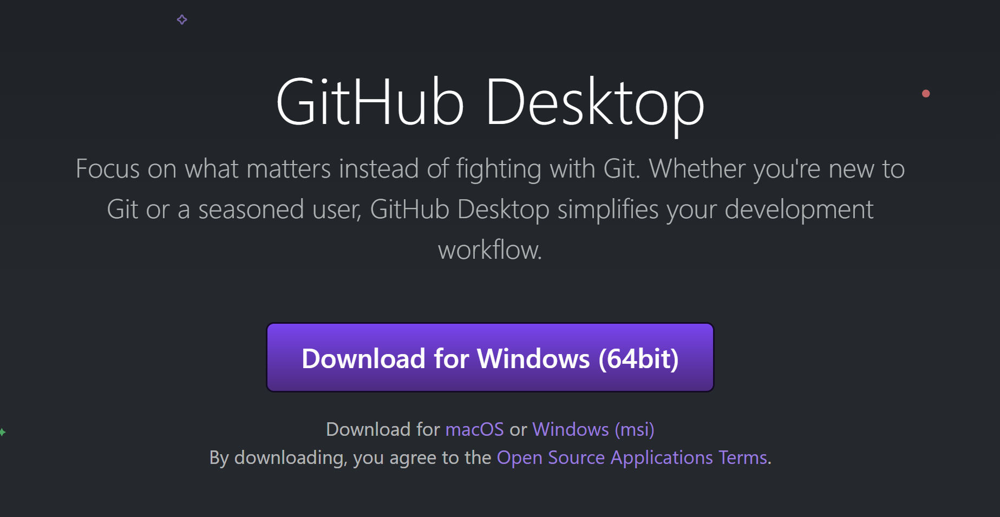 GitHub Desktop
Focus on what matters instead of fighting with Git. Whether you're new to
Git or a seasoned user, GitHub Desktop simplifies your development
workflow.
Download for Windows (64bit)
Download for macOS or Windows (msi)
By downloading, you agree to the Open Source Applications Terms.